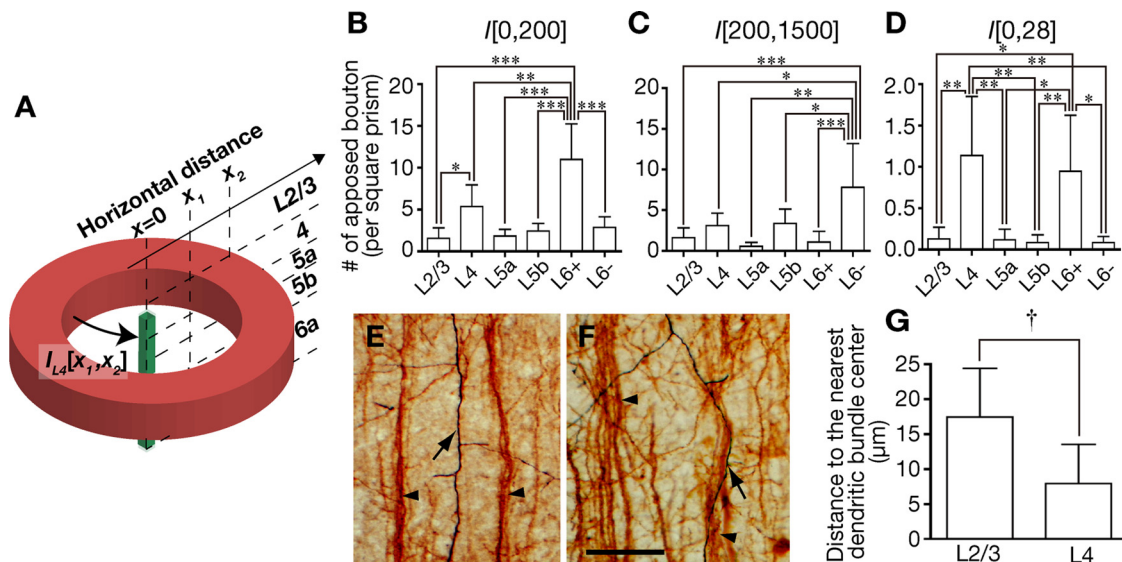 A
Horizontal distance
x=0
x1
x2
L2/3
4
5a
5b
6a
IL4[x1,x2]
B
I[0,200]
# of apposed bouton
(per square prism)
20
15
10
5
0
***
**
***
***
***
*
L2/3
L4
L5a
L5b
L6+
L6-
C
I[200,1500]
20
15
10
5
0
***
*
**
*
***
L2/3
L4
L5a
L5b
L6+
L6-
D
I[0,28]
2.0
1.5
1.0
0.5
0.0
*
**
**
**
**
*
**
*
L2/3
L4
L5a
L5b
L6+
L6-
E
F
G
†
Distance to the nearest
dendritic bundle center
(µm)
25
20
15
10
5
0
L2/3
L4